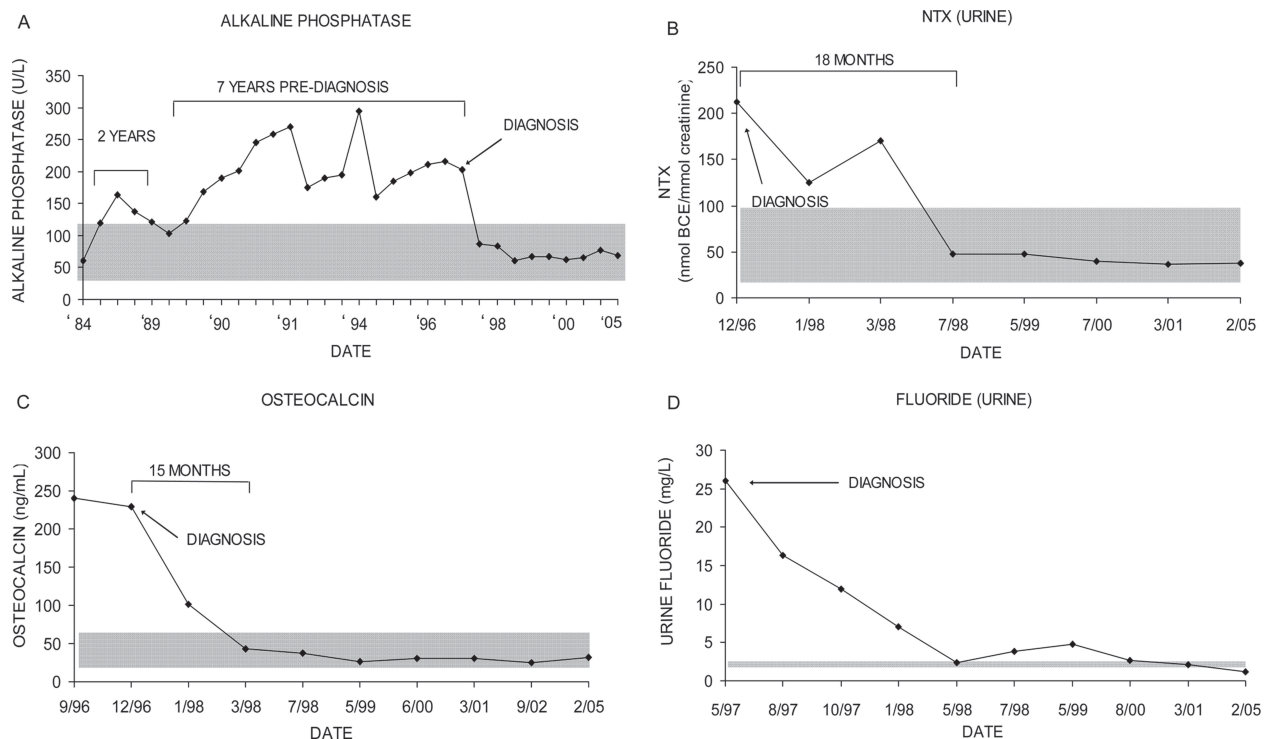 A
ALKALINE PHOSPHATASE
ALKALINE PHOSPHATASE (U/L)
350
300
250
200
150
100
50
0
2 YEARS
7 YEARS PRE-DIAGNOSIS
DIAGNOSIS
‘84
‘89
‘90
‘91
‘94
‘96
‘98
‘00
‘05
DATE
B
NTX (URINE)
NTX
(nmol BCE/mmol creatinine)
250
200
150
100
50
0
18 MONTHS
DIAGNOSIS
12/96
1/98
3/98
7/98
5/99
7/00
3/01
2/05
DATE
C
OSTEOCALCIN
OSTEOCALCIN (ng/mL)
300
250
200
150
100
50
0
15 MONTHS
DIAGNOSIS
9/96
12/96
1/98
3/98
7/98
5/99
6/00
3/01
9/02
2/05
DATE
D
FLUORIDE (URINE)
URINE FLUORIDE (mg/L)
30
25
20
15
10
5
0
DIAGNOSIS
5/97
8/97
10/97
1/98
5/98
7/98
5/99
8/00
3/01
2/05
DATE